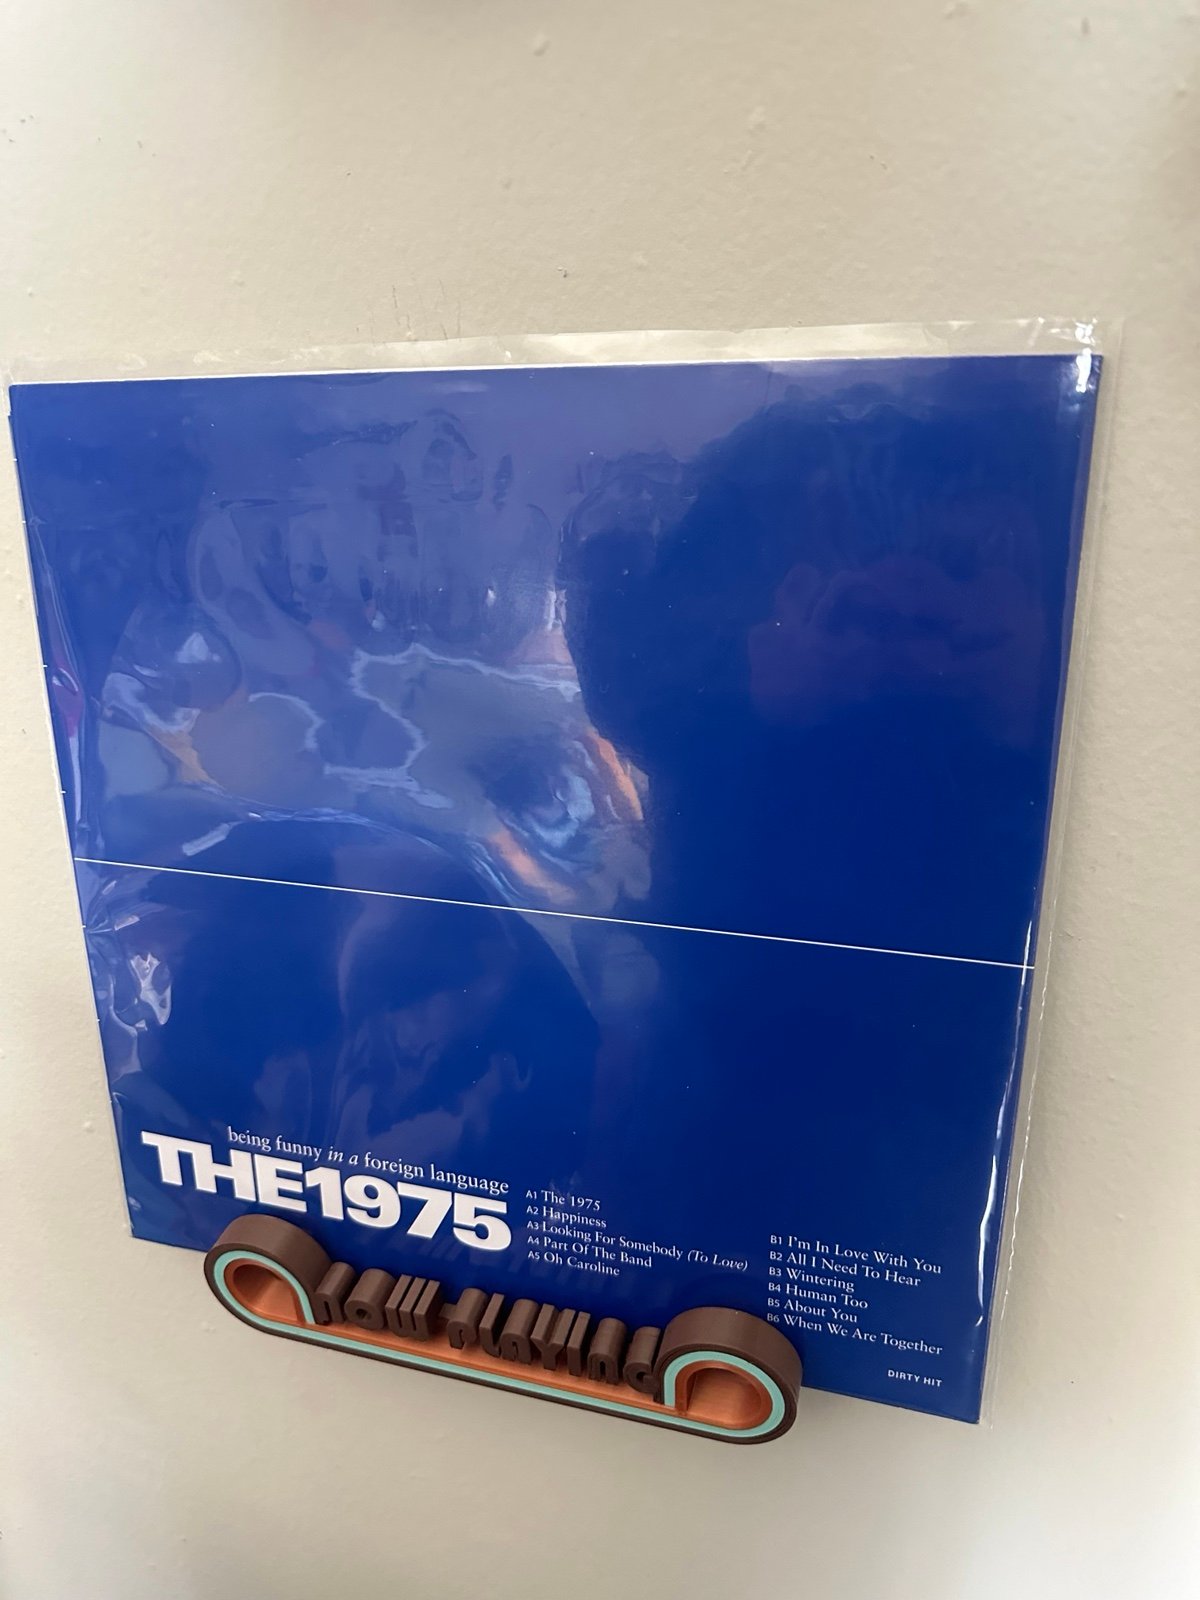 being funny in a foreign language
THE1975
A1 The 1975
A2 Happiness
A3 Looking For Somebody (To Love)
A4 Part Of The Band
A5 Oh Caroline
B1 I'm In Love With You
B2 All I Need To Hear
B3 Wintering
B4 Human Too
B5 About You
B6 When We Are Together
DIRTY HIT
now playing